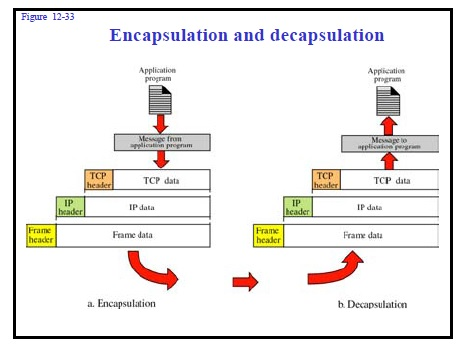 Figure 12-33
Encapsulation and decapsulation
Application
program
Message from
application program
TCP
header
TCP data
IP
header
IP data
Frame
header
Frame data
a. Encapsulation
Application
program
Message to
application program
TCP
header
TCP data
IP
header
IP data
Frame
header
Frame data
b. Decapsulation